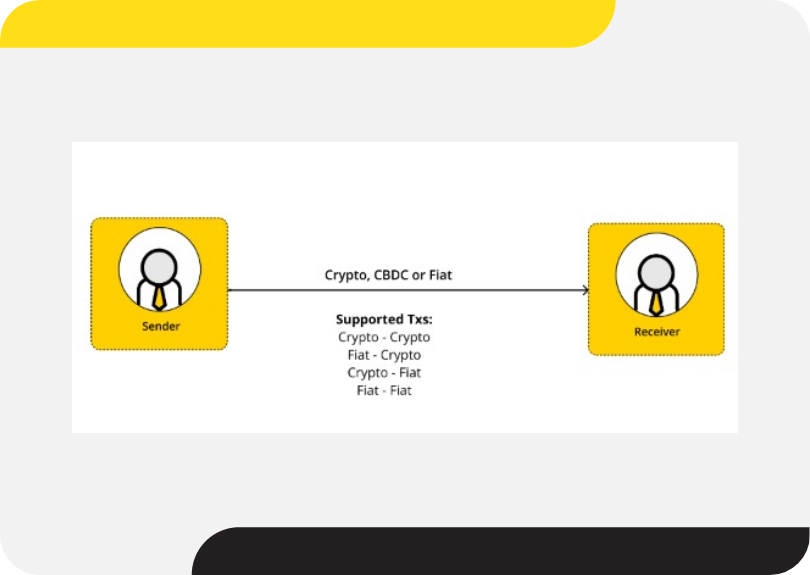 Crypto, CBDC or Fiat
Sender
Receiver
Supported Txs:
Crypto - Crypto
Fiat - Crypto
Crypto - Fiat
Fiat - Fiat